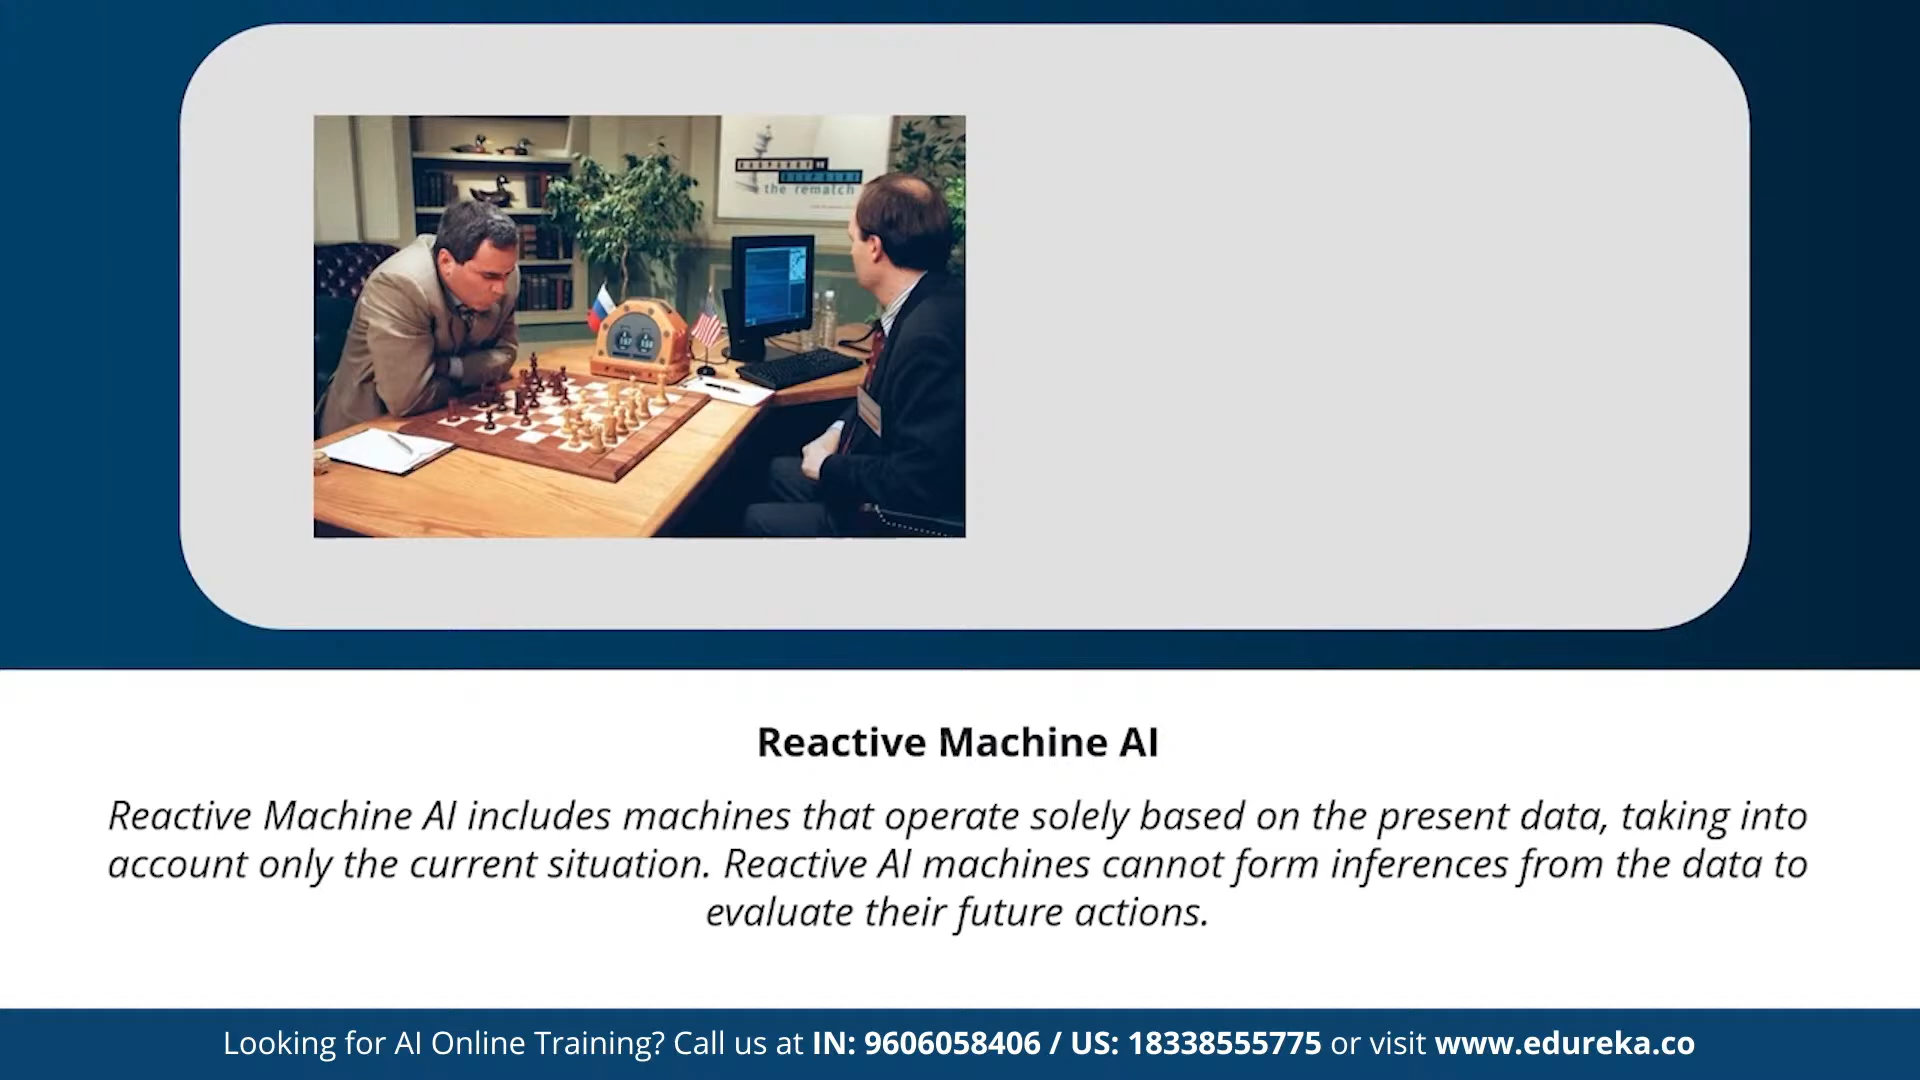 the rematch
Reactive Machine AI
Reactive Machine AI includes machines that operate solely based on the present data, taking into
account only the current situation. Reactive AI machines cannot form inferences from the data to
evaluate their future actions.
Looking for AI Online Training? Call us at IN: 9606058406 / US: 18338555775 or visit www.edureka.co